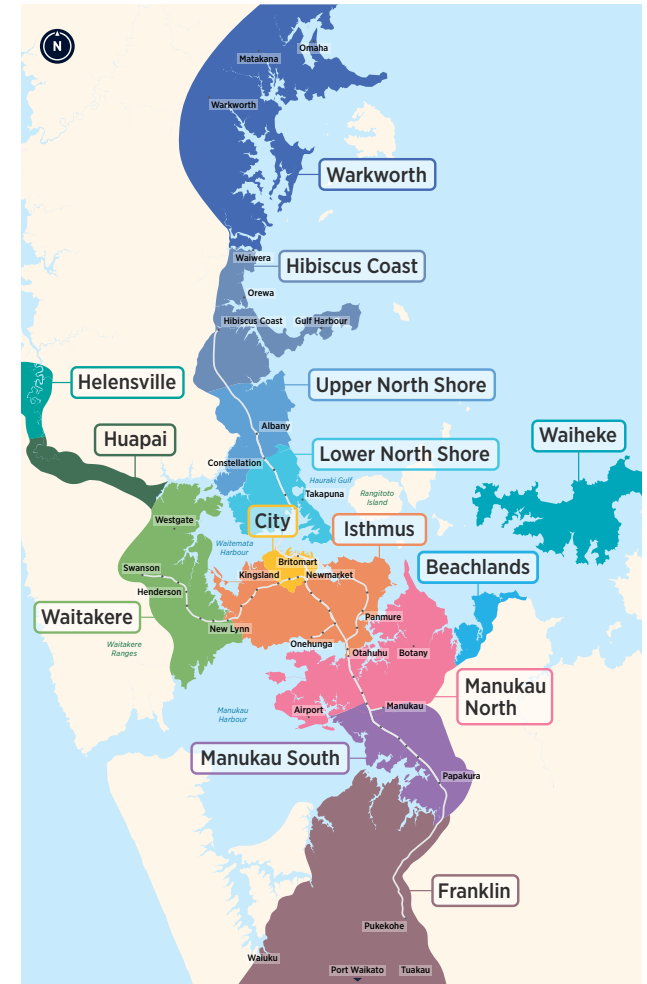 N
Omaha
Matakana
Warkworth
Warkworth
Waiwera
Hibiscus Coast
Orewa
Hibiscus Coast
Gulf Harbour
Helensville
Upper North Shore
Huapai
Albany
Waiheke
Lower North Shore
Constellation
Hauraki Gulf
Takapuna
Rangitoto
Island
City
Isthmus
Westgate
Waitemata
Harbour
Britomart
Beachlands
Swanson
Kingsland
Newmarket
Henderson
Waitakere
Panmure
New Lynn
Onehunga
Waitakere
Ranges
Otahuhu
Botany
Manukau
North
Manukau
Airport
Manukau
Harbour
Manukau South
Papakura
Franklin
Pukekohe
Waiuku
Port Waikato
Tuakau